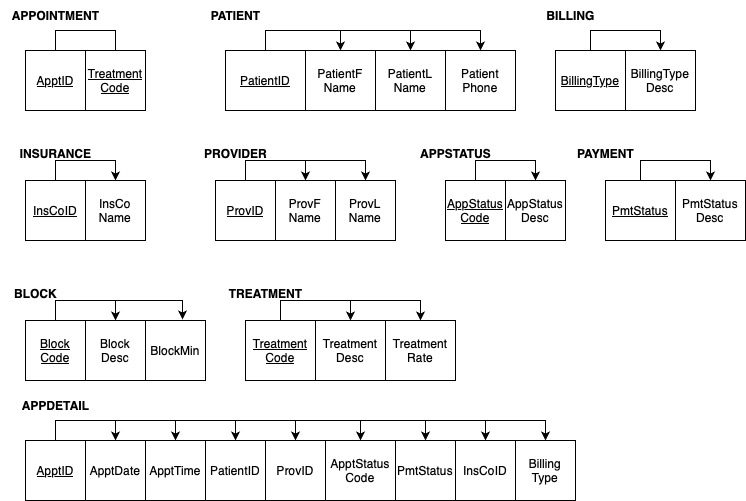 APPOINTMENT
ApptID
Treatment
Code
PATIENT
PatientID
PatientF
Name
PatientL
Name
Patient
Phone
BILLING
BillingType
BillingType
Desc
INSURANCE
InsCoID
InsCo
Name
PROVIDER
ProvID
ProvF
Name
ProvL
Name
APPSTATUS
AppStatus
Code
AppStatus
Desc
PAYMENT
PmtStatus
PmtStatus
Desc
BLOCK
Block
Code
Block
Desc
BlockMin
TREATMENT
Treatment
Code
Treatment
Desc
Treatment
Rate
APPDETAIL
ApptID
ApptDate
ApptTime
PatientID
ProvID
ApptStatus
Code
PmtStatus
InsCoID
Billing
Type